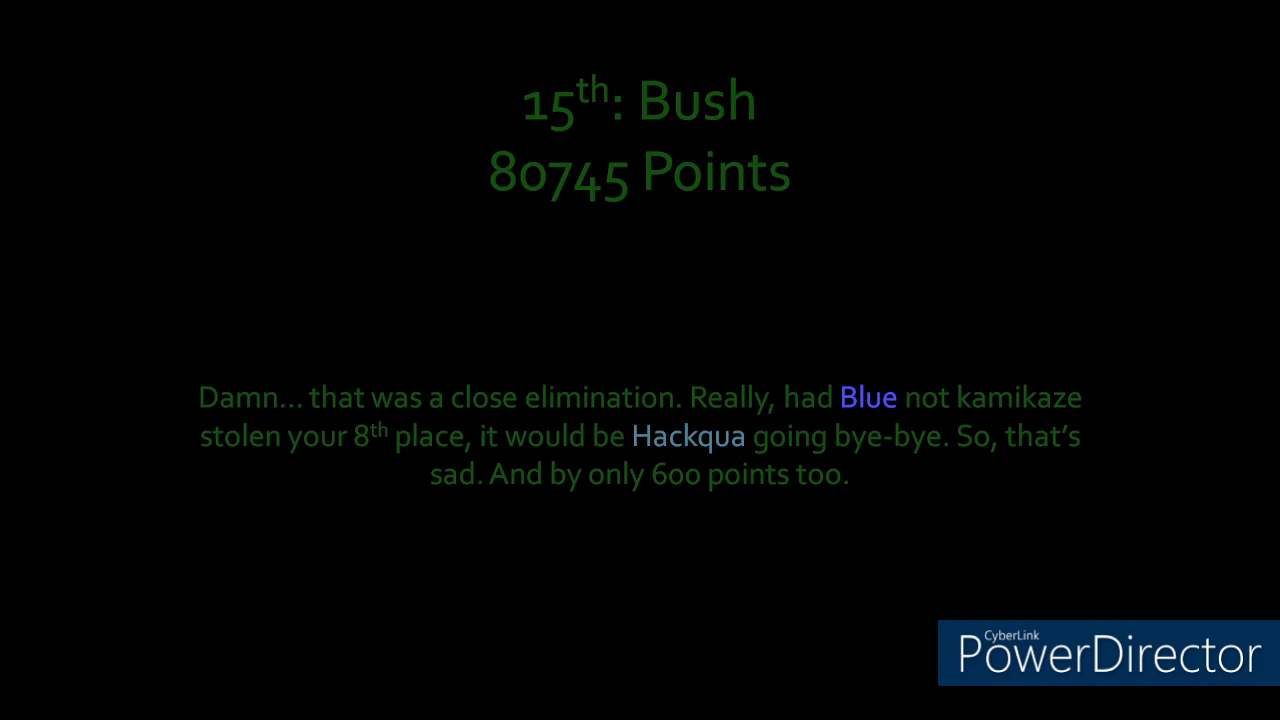 15th: Bush
80745 Points
Damn... that was a close elimination. Really, had Blue not kamikaze
stolen your 8th place, it would be Hackqua going bye-bye. So, that's
sad. And by only 600 points too.
CyberLink
PowerDirector